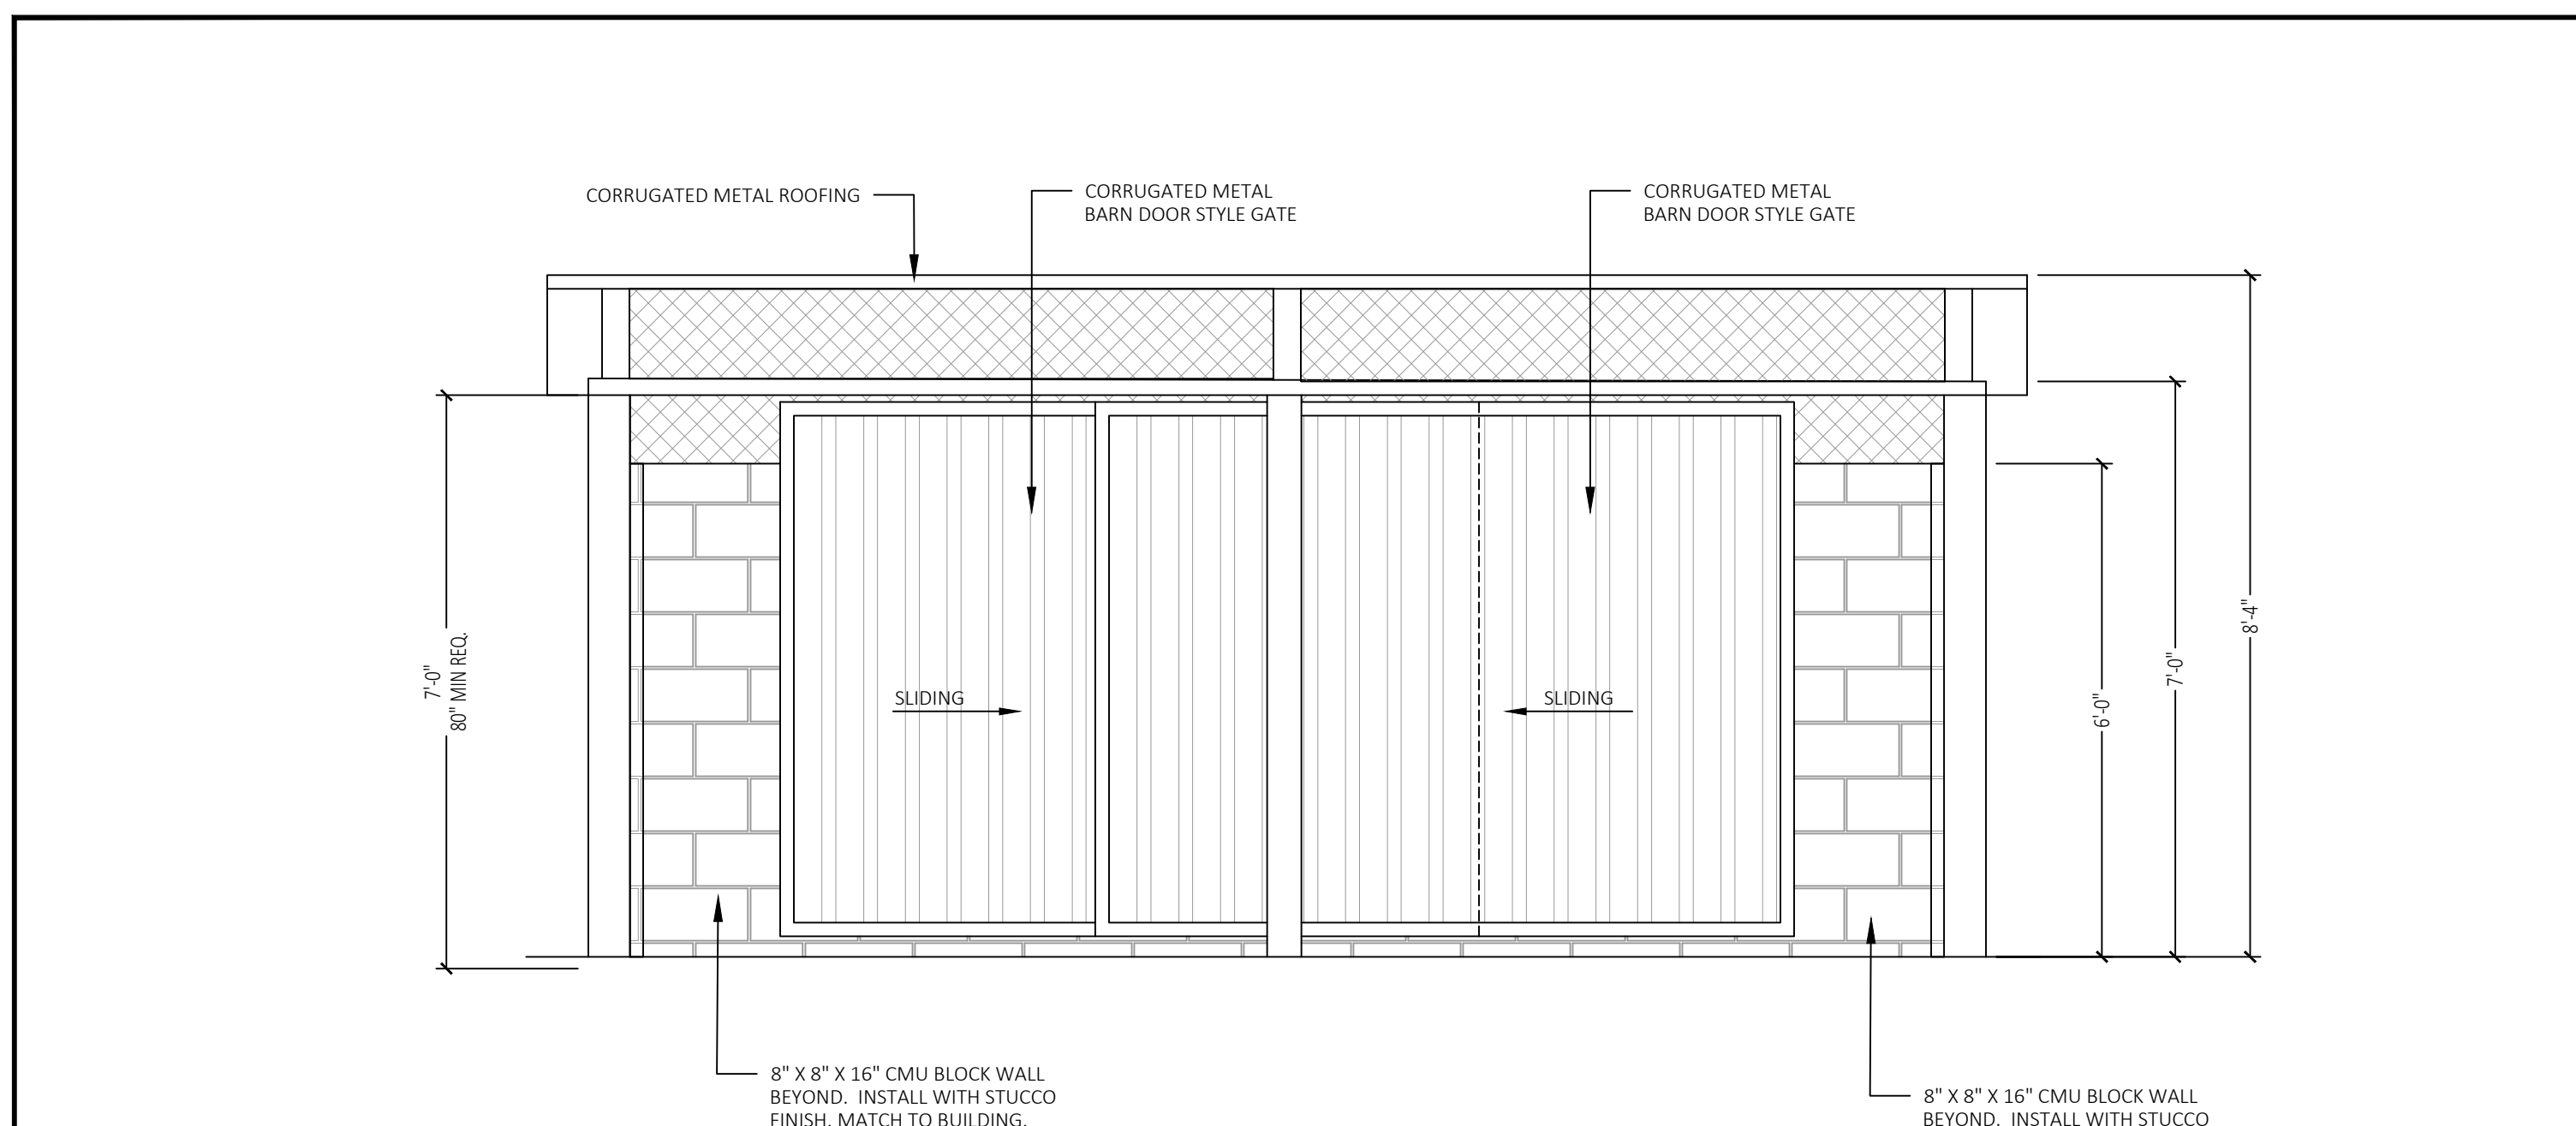 CORRUGATED METAL ROOFING
CORRUGATED METAL
BARN DOOR STYLE GATE
CORRUGATED METAL
BARN DOOR STYLE GATE
7'-0"
80" MIN REQ.
SLIDING
SLIDING
6'-0"
7'-0"
8'-4"
8" X 8" X 16" CMU BLOCK WALL
BEYOND. INSTALL WITH STUCCO
FINISH. MATCH TO BUILDING.
8" X 8" X 16" CMU BLOCK WALL
BEYOND. INSTALL WITH STUCCO